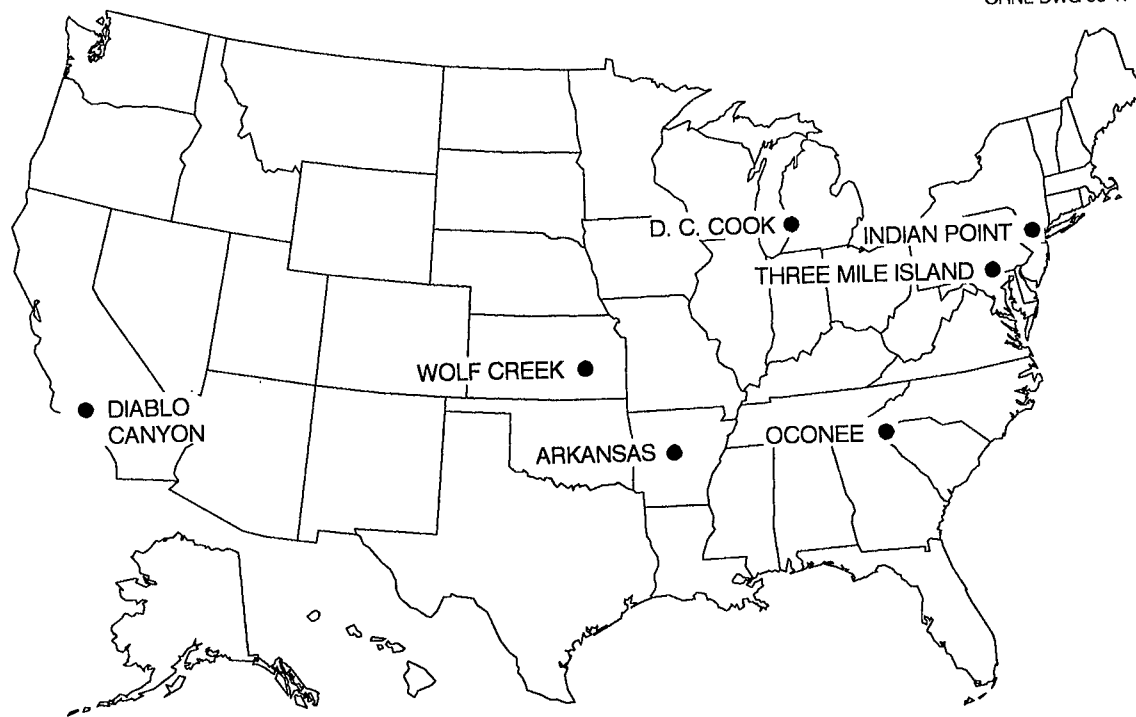 D. C. COOK
INDIAN POINT
THREE MILE ISLAND
WOLF CREEK
DIABLO
CANYON
OCONEE
ARKANSAS